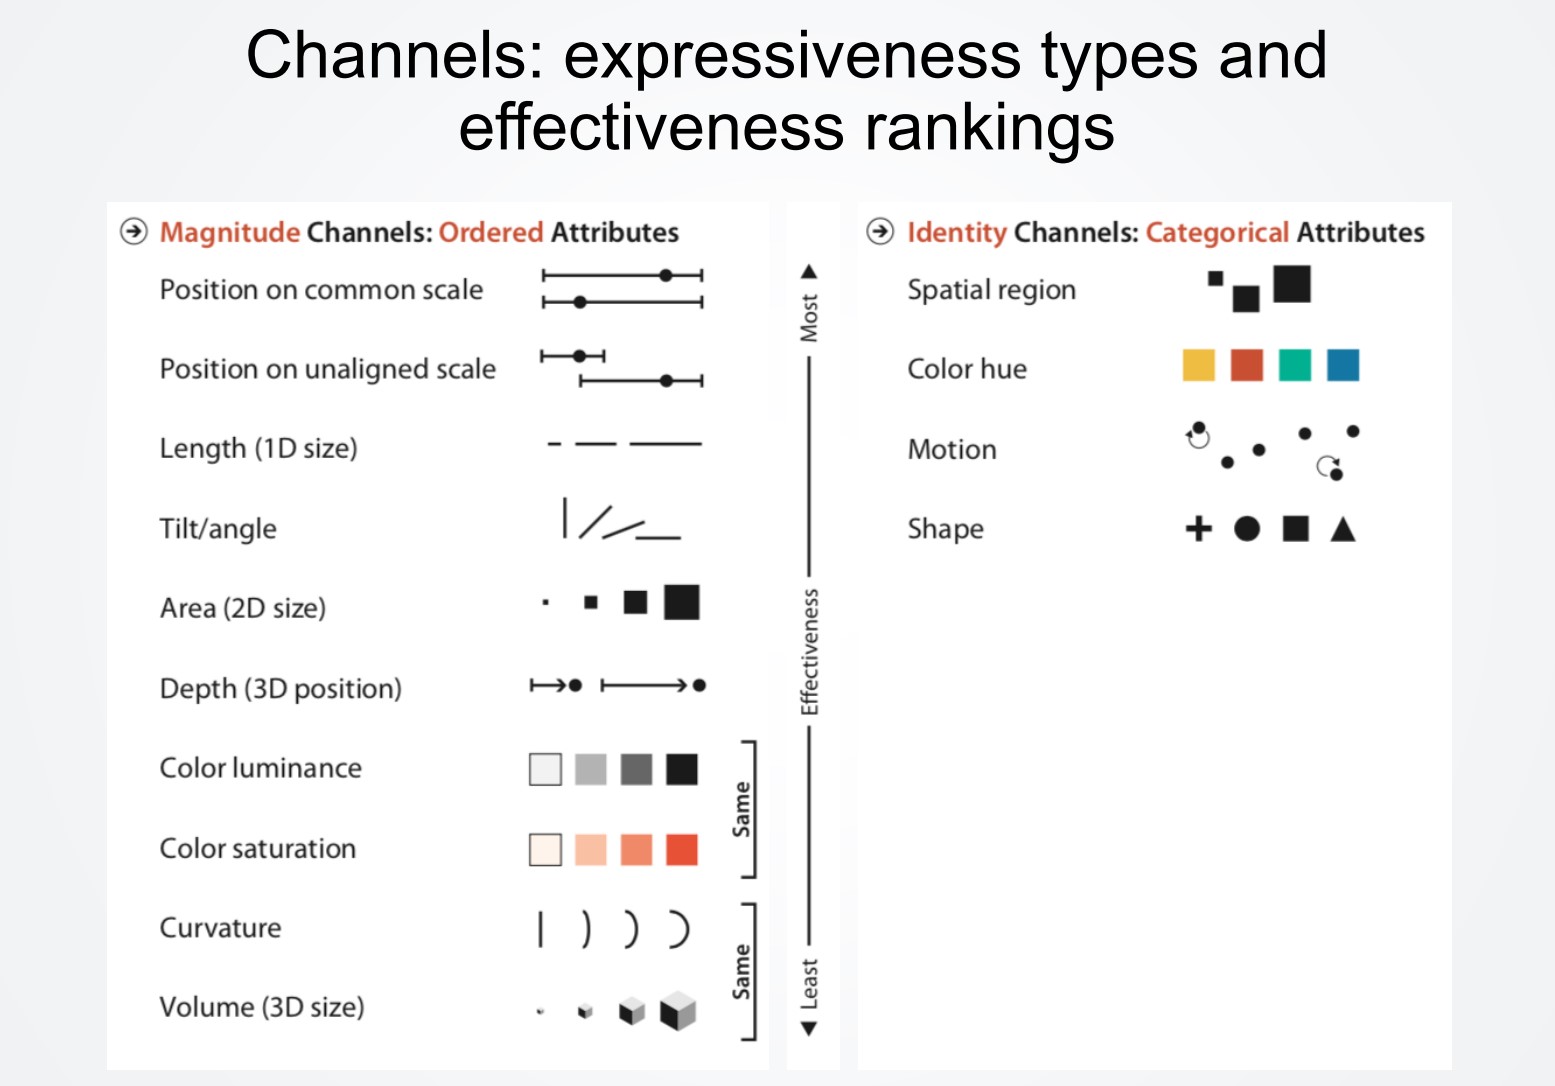 Channels: expressiveness types and
effectiveness rankings
Magnitude Channels: Ordered Attributes
Position on common scale
Position on unaligned scale
Length (1D size)
Tilt/angle
Area (2D size)
Depth (3D position)
Color luminance
Color saturation
Same
Curvature
Volume (3D size)
Same
Most
Effectiveness
Least
Identity Channels: Categorical Attributes
Spatial region
Color hue
Motion
Shape